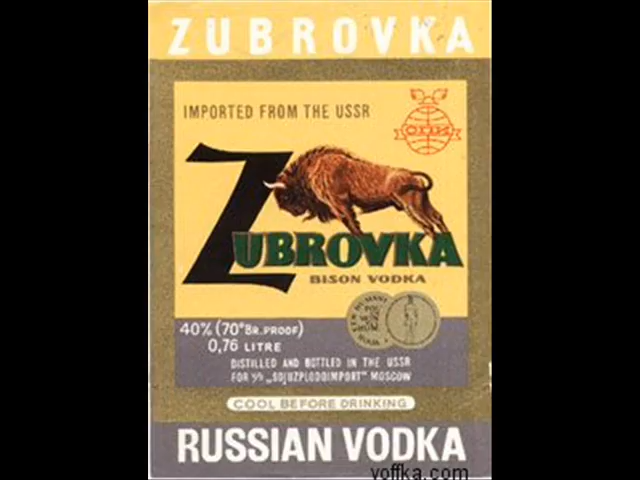 ZUBROVKA
IMPORTED FROM THE USSR
ZUBROVKA
BISON VODKA
40% (70° BR. PROOF)
0,76 LITRE
DISTILLED AND BOTTLED IN THE USSR
FOR V/O „SOJUZPLODOIMPORT" MOSCOW
COOL BEFORE DRINKING
RUSSIAN VODKA
voffka.com